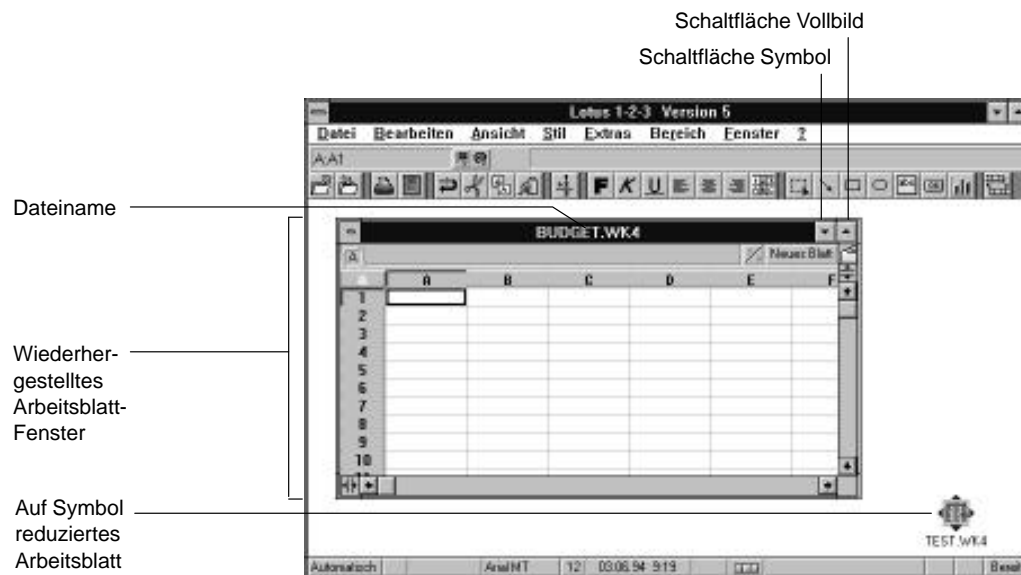 Schaltfläche Vollbild
Schaltfläche Symbol
Lotus 1-2-3 Version 5
Datei Bearbeiten Ansicht Stil Extras Bereich Fenster ?
A:A1
F K U
Dateiname
BUDGET.WK4
A Neues Blatt
A B C D E F
1
2
3
4
5
6
7
8
9
10
Wiederher-
gestelltes
Arbeitsblatt-
Fenster
Auf Symbol
reduziertes
Arbeitsblatt
TEST.WK4
Automatisch Arial MT 12 03.06.94 9:19 Bereit